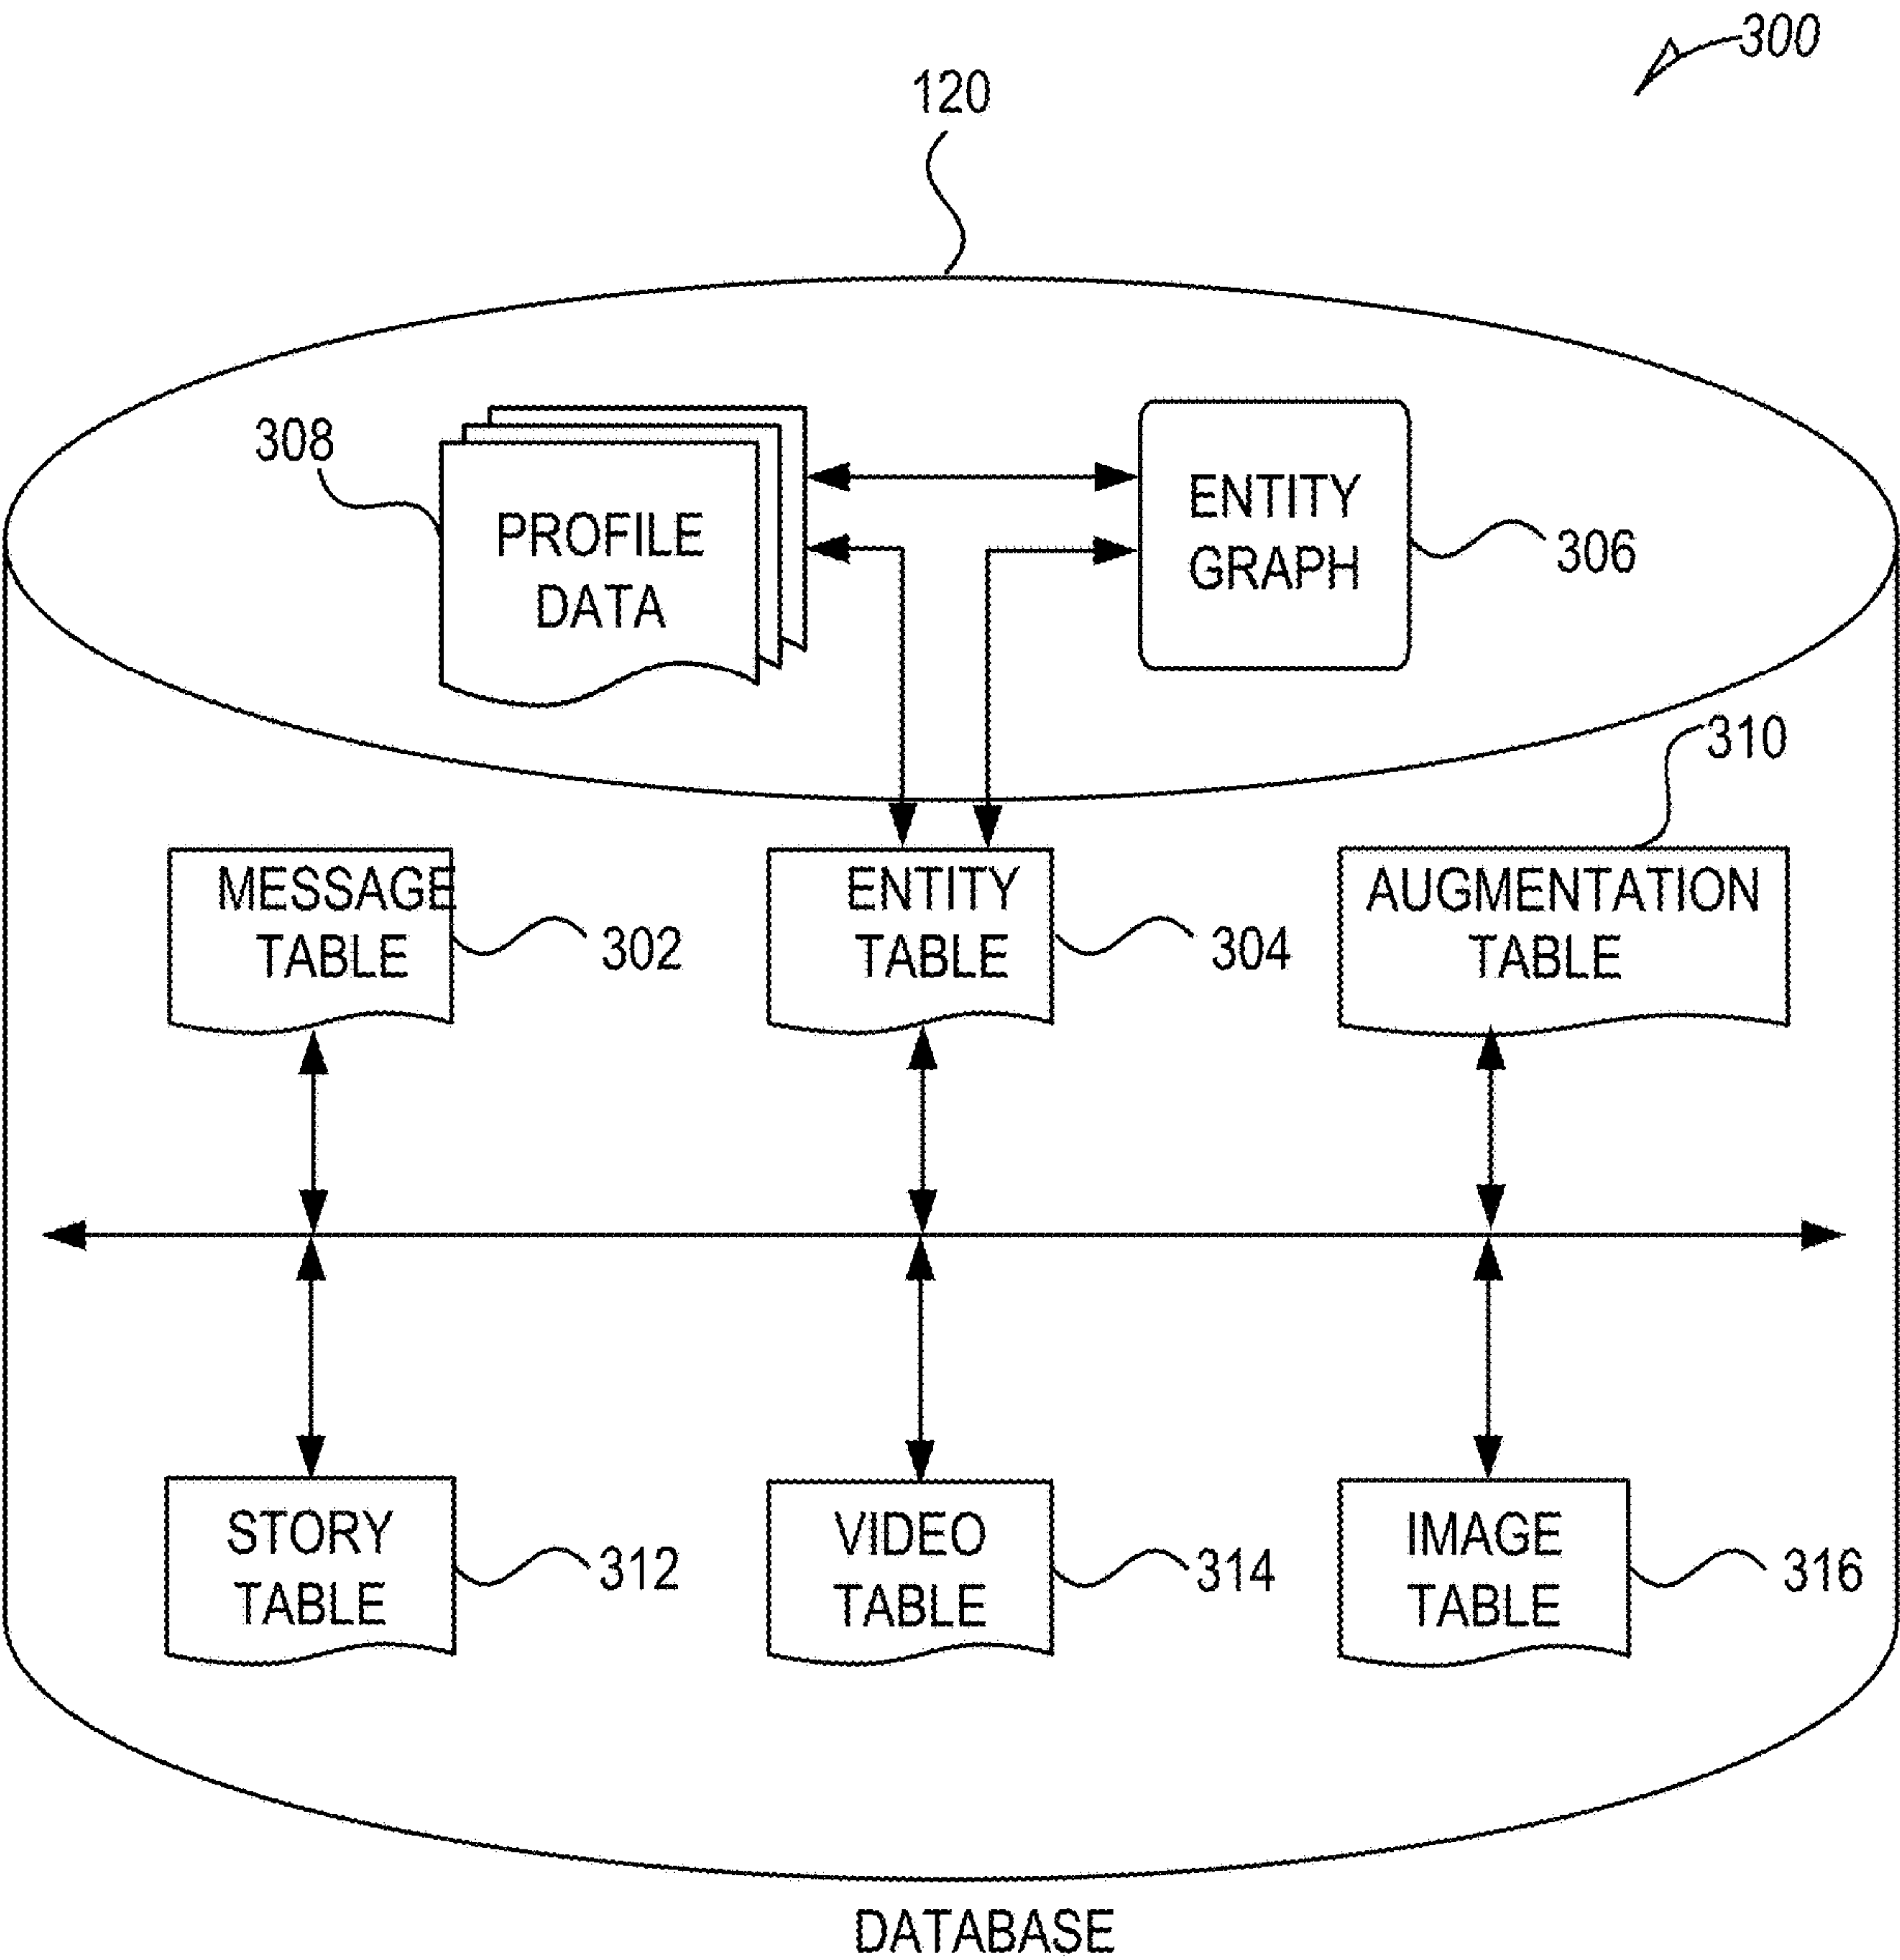 300
120
308
PROFILE
DATA
ENTITY
GRAPH
306
310
MESSAGE
TABLE
302
ENTITY
TABLE
304
AUGMENTATION
TABLE
STORY
TABLE
312
VIDEO
TABLE
314
IMAGE
TABLE
316
DATABASE